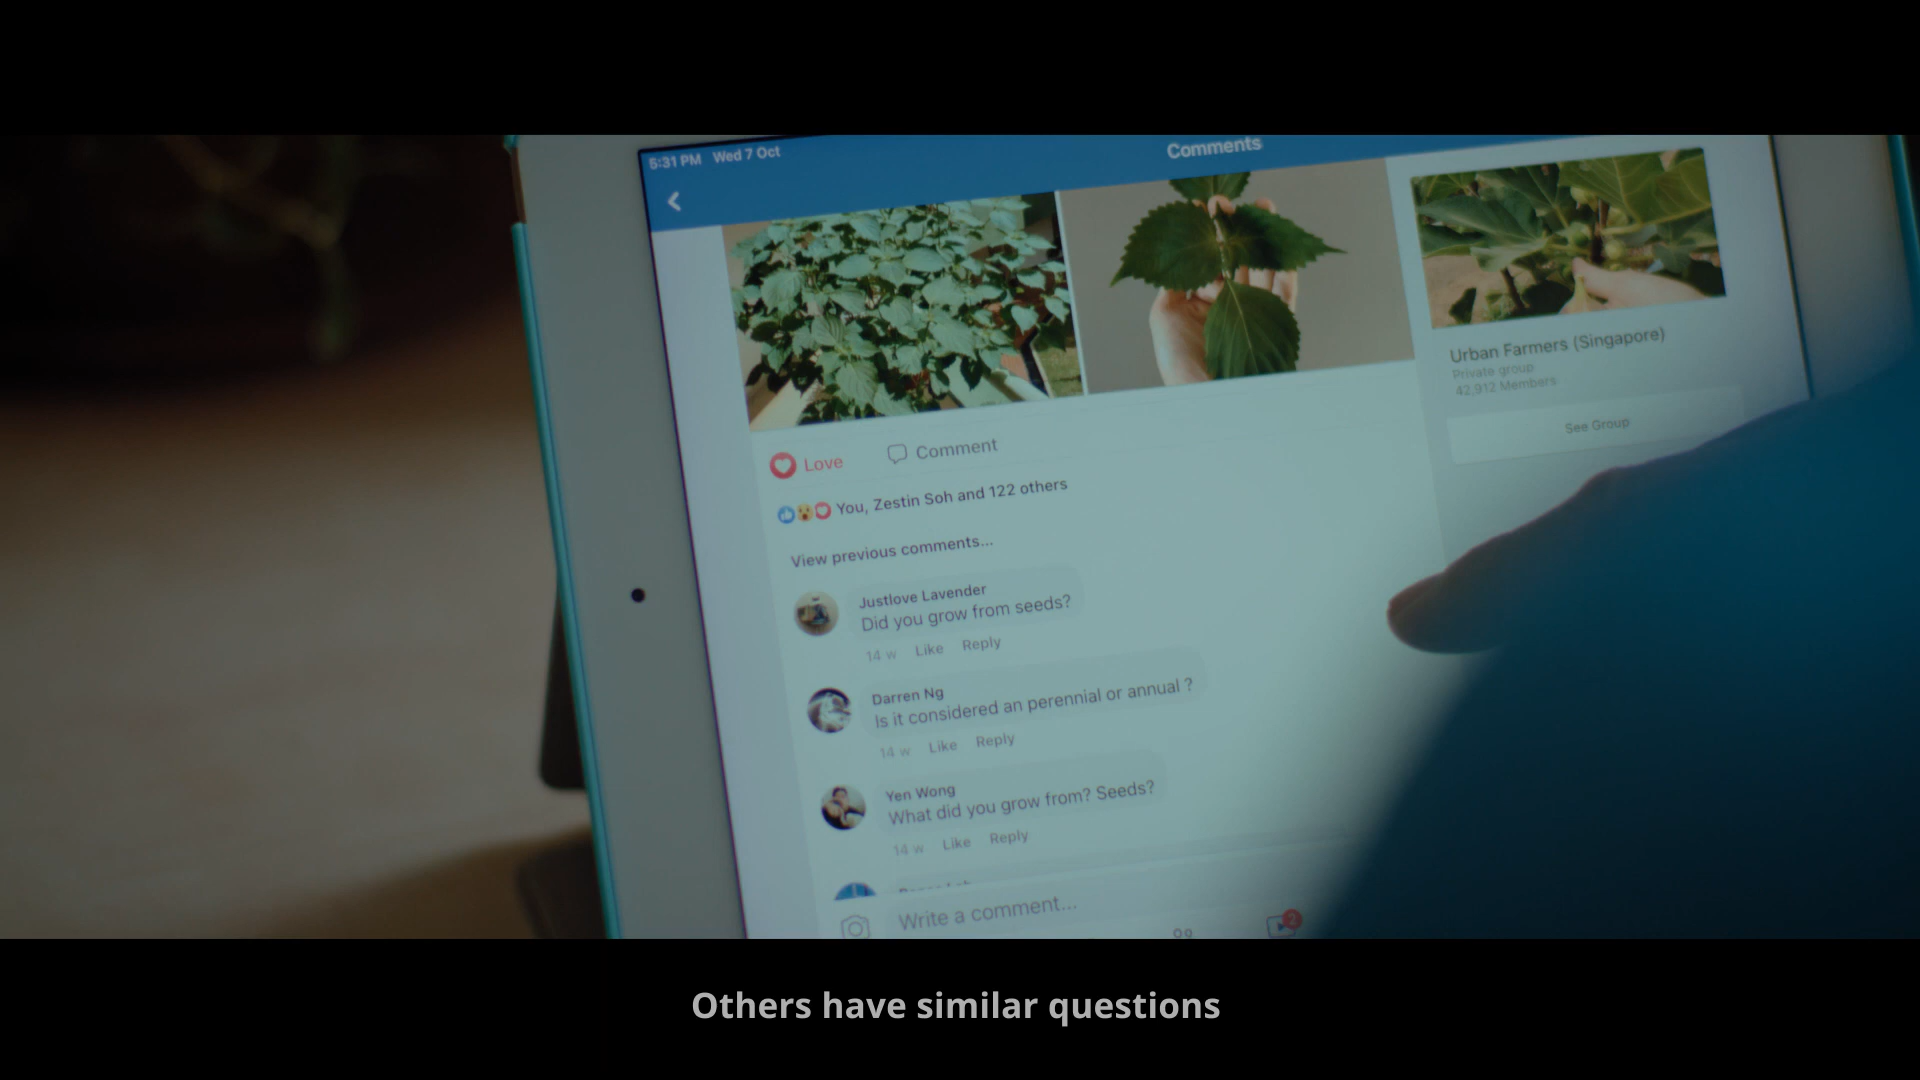 5:31 PM Wed 7 Oct
Comments
Love
Comment
You, Zestin Soh and 122 others
View previous comments...
Justlove Lavender
Did you grow from seeds?
14 w Like Reply
Darren Ng
Is it considered an perennial or annual ?
14 w Like Reply
Yen Wong
What did you grow from? Seeds?
14 w Like Reply
Write a comment...
2
Urban Farmers (Singapore)
Private group
42,912 Members
See Group
Others have similar questions